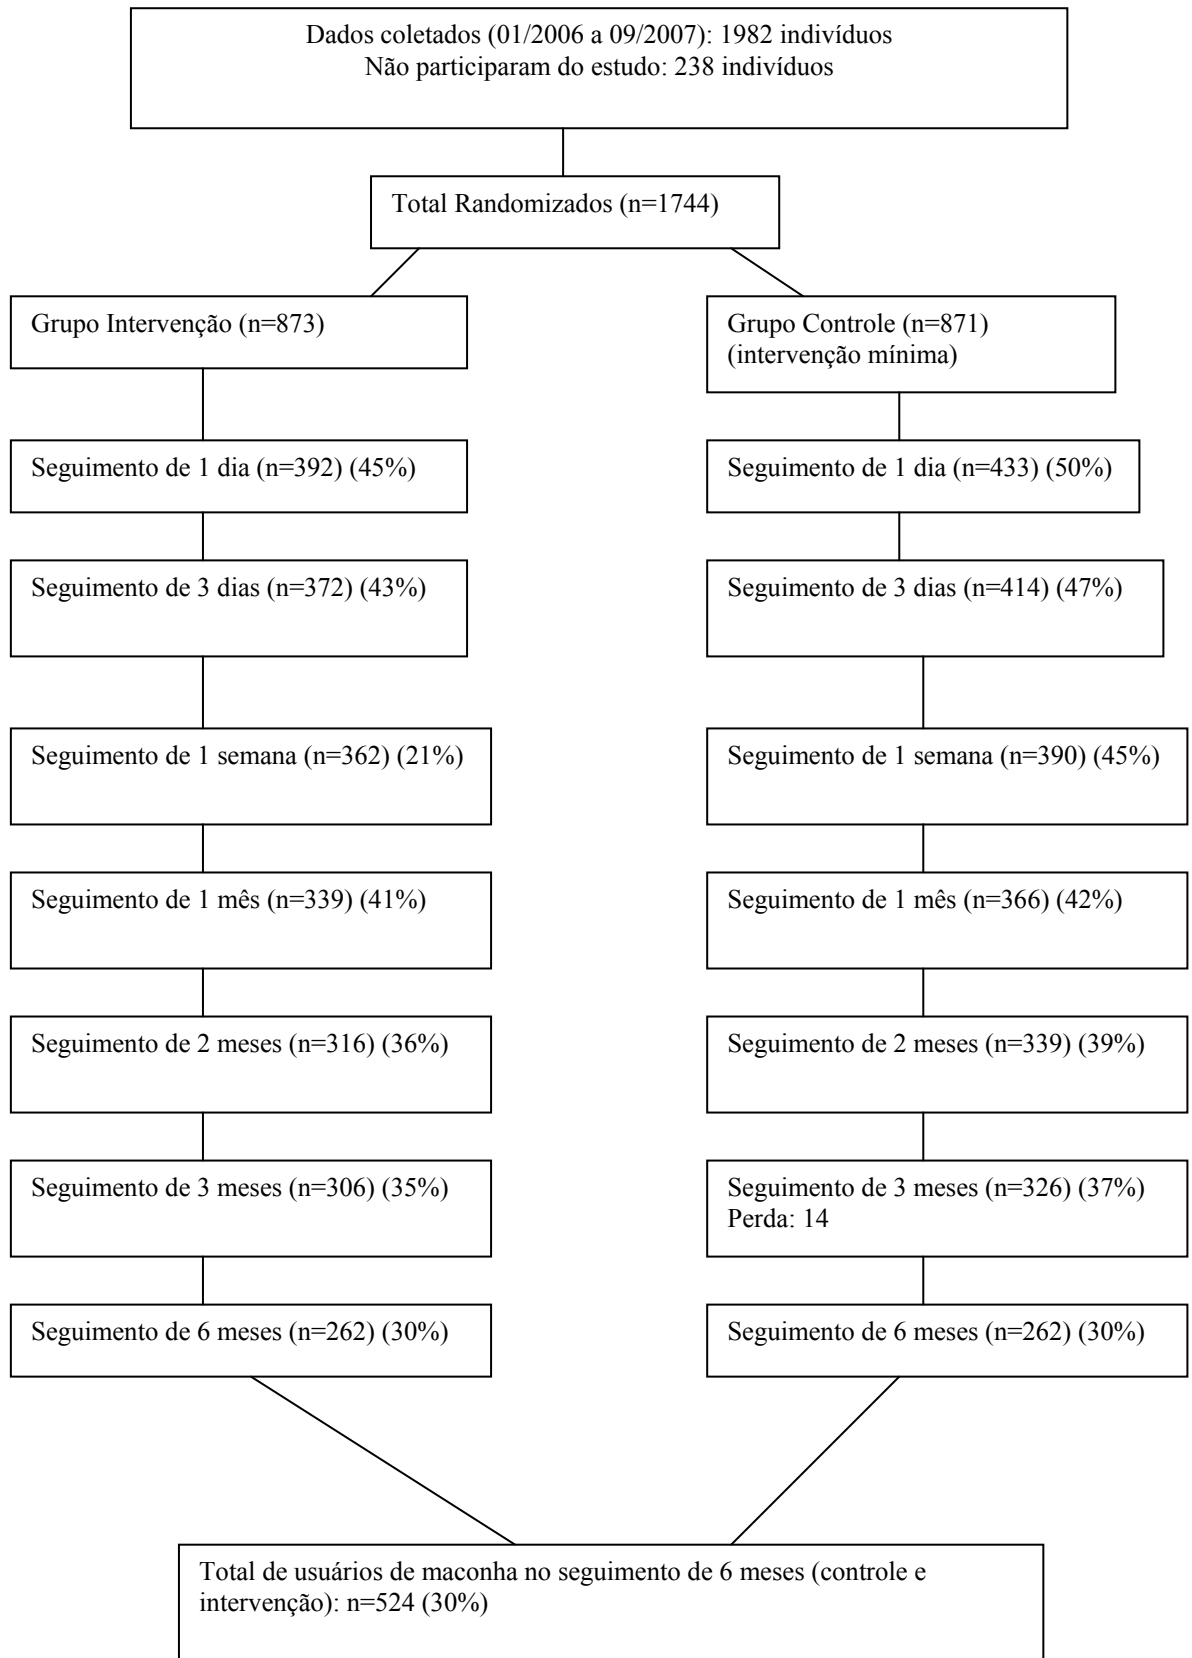 Dados coletados (01/2006 a 09/2007): 1982 indivíduos
Não participaram do estudo: 238 indivíduos
Total Randomizados (n=1744)
Grupo Intervenção (n=873)
Grupo Controle (n=871)
(intervenção mínima)
Seguimento de 1 dia (n=392) (45%)
Seguimento de 1 dia (n=433) (50%)
Seguimento de 3 dias (n=372) (43%)
Seguimento de 3 dias (n=414) (47%)
Seguimento de 1 semana (n=362) (21%)
Seguimento de 1 semana (n=390) (45%)
Seguimento de 1 mês (n=339) (41%)
Seguimento de 1 mês (n=366) (42%)
Seguimento de 2 meses (n=316) (36%)
Seguimento de 2 meses (n=339) (39%)
Seguimento de 3 meses (n=306) (35%)
Seguimento de 3 meses (n=326) (37%)
Perda: 14
Seguimento de 6 meses (n=262) (30%)
Seguimento de 6 meses (n=262) (30%)
Total de usuários de maconha no seguimento de 6 meses (controle e
intervenção): n=524 (30%)